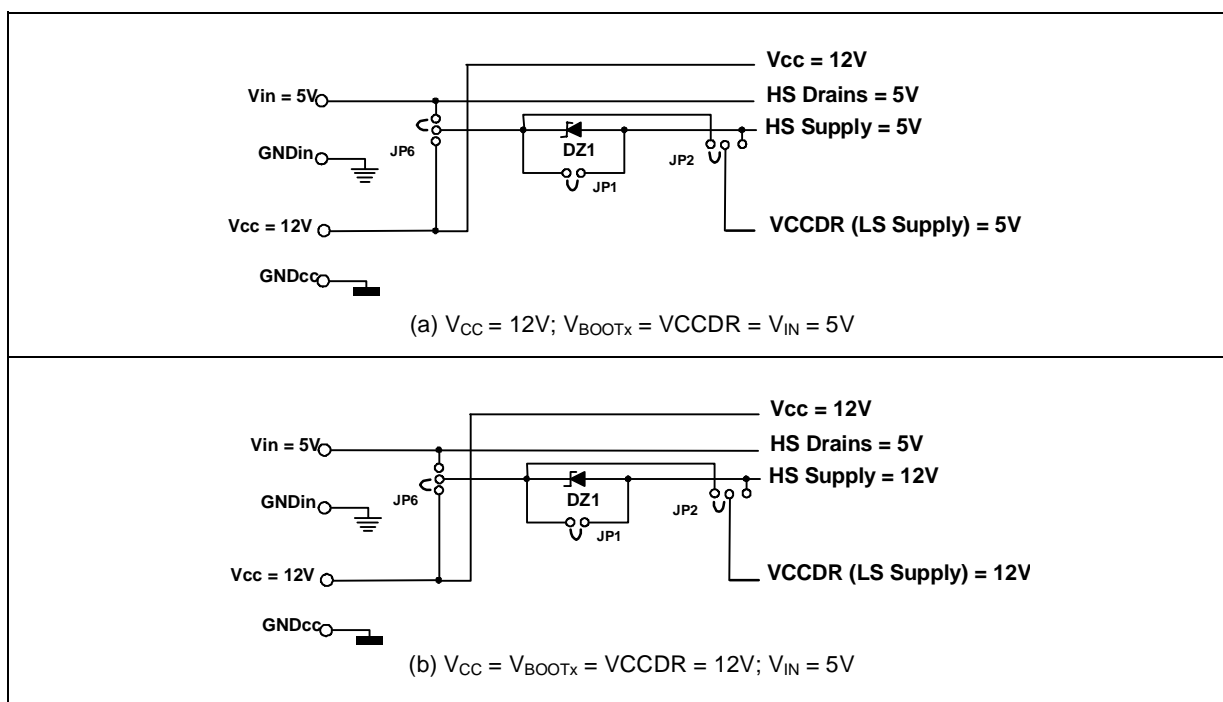 Vcc = 12V
Vin = 5V
HS Drains = 5V
HS Supply = 5V
JP6
DZ1
JP2
GNDin
JP1
Vcc = 12V
VCCDR (LS Supply) = 5V
GNDcc
(a) VCC = 12V; VBOOTx = VCCDR = VIN = 5V
Vcc = 12V
Vin = 5V
HS Drains = 5V
HS Supply = 12V
JP6
DZ1
JP2
GNDin
JP1
Vcc = 12V
VCCDR (LS Supply) = 12V
GNDcc
(b) VCC = VBOOTx = VCCDR = 12V; VIN = 5V